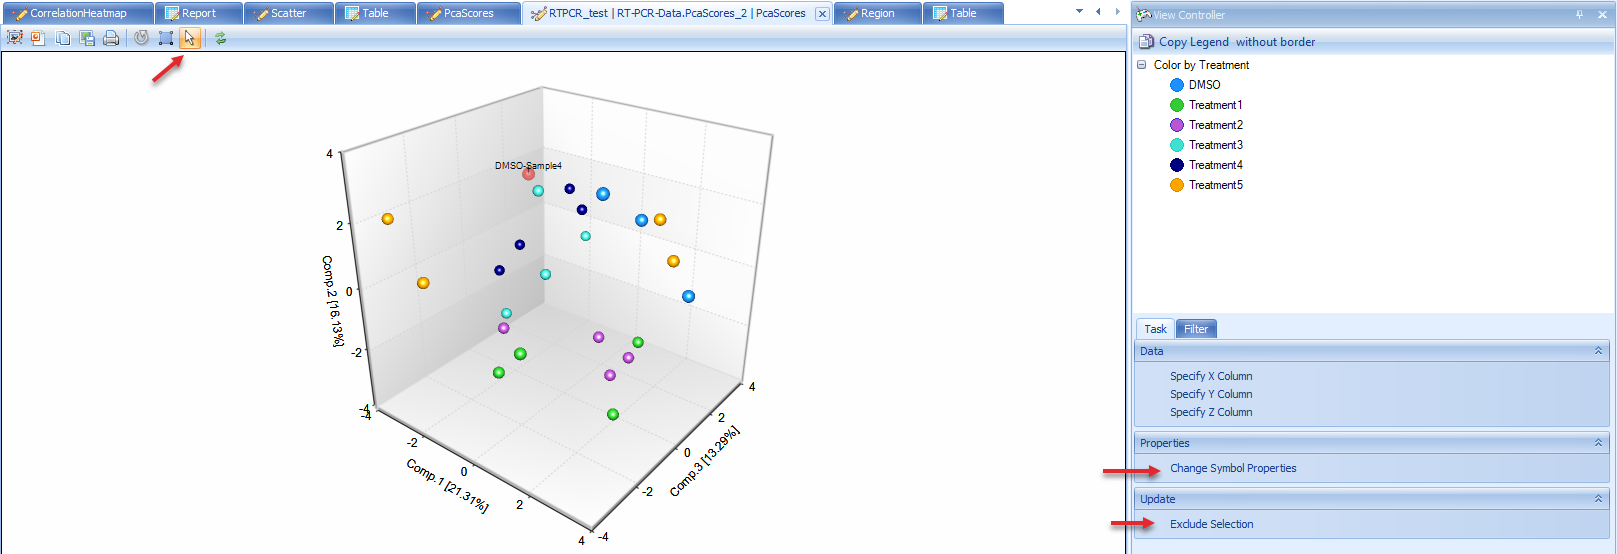 CorrelationHeatmap
Report
Scatter
Table
PcaScores
RTPCR_test | RT-PCR-Data.PcaScores_2 | PcaScores
Region
Table
View Controller
Copy Legend without border
Color by Treatment
DMSO
Treatment1
Treatment2
Treatment3
Treatment4
Treatment5
DMSO-Sample4
4
2
0
-2
-4
Comp.2 [16.13%]
-4
-2
0
2
4
Comp.1 [21.31%]
-4
-2
0
2
4
Comp.3 [13.29%]
Task
Filter
Data
Specify X Column
Specify Y Column
Specify Z Column
Properties
Change Symbol Properties
Update
Exclude Selection